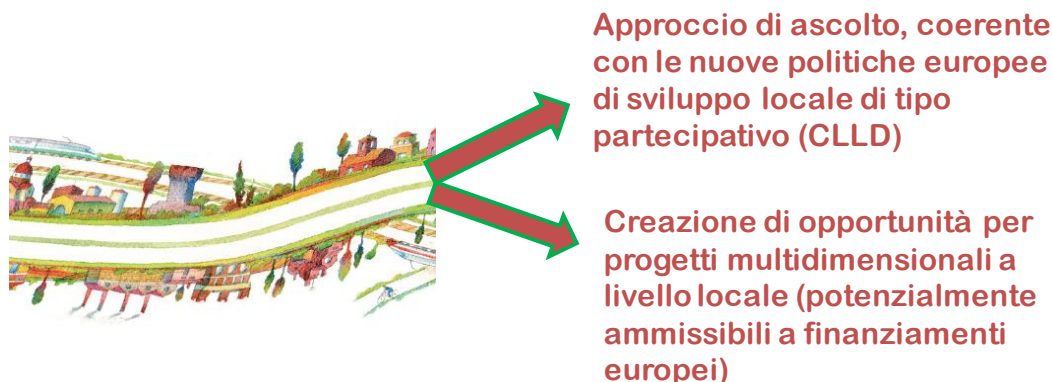 Approccio di ascolto, coerente
con le nuove politiche europee
di sviluppo locale di tipo
partecipativo (CLLD)
Creazione di opportunità per
progetti multidimensionali a
livello locale (potenzialmente
ammissibili a finanziamenti
europei)